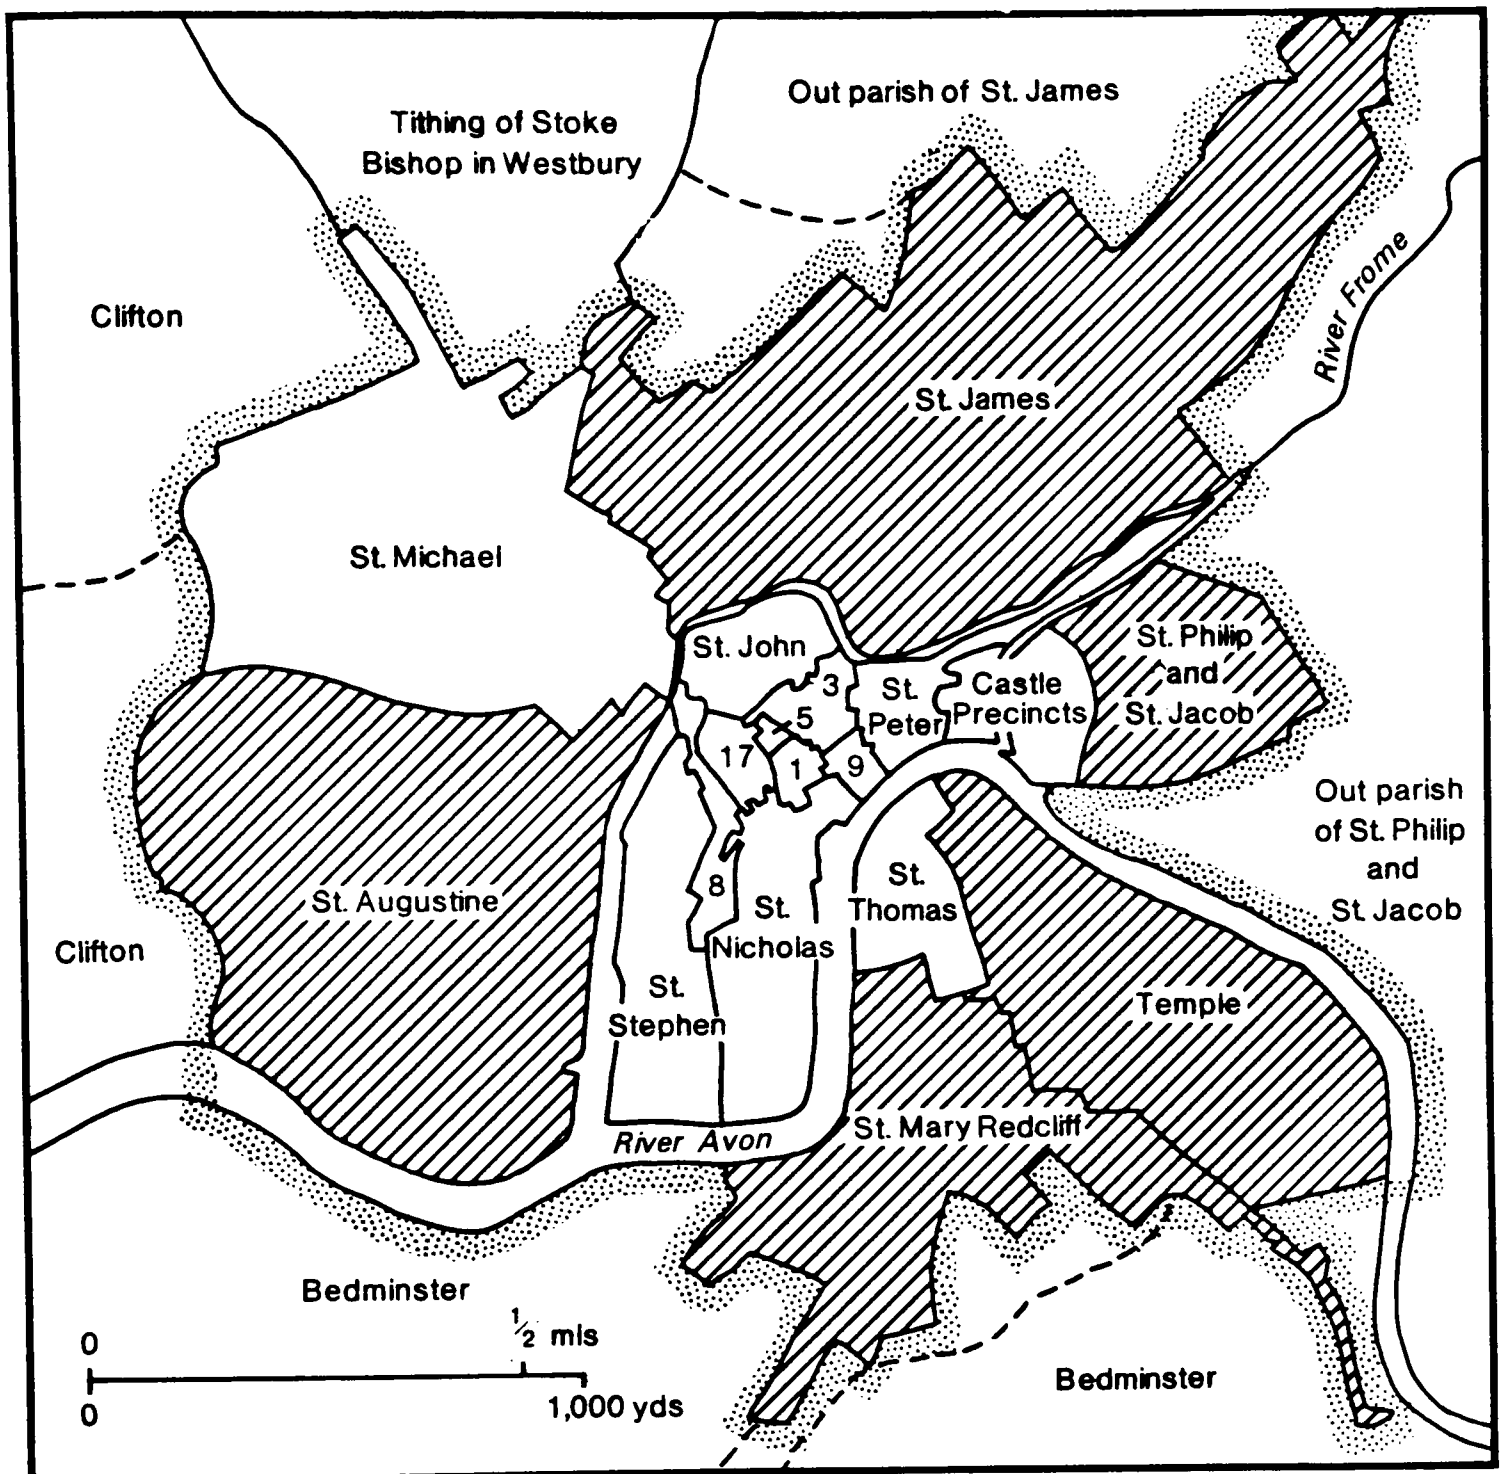 Out parish of St. James
Tithing of Stoke
Bishop in Westbury
River Frome
Clifton
St. James
St. Michael
St. John
St. Philip
and
St. Jacob
3
St.
Peter
Castle
Precincts
5
17
1
9
Out parish
of St. Philip
and
St. Jacob
St. Augustine
8
St.
Nicholas
St.
Thomas
Clifton
St.
Stephen
Temple
River Avon
St. Mary Redcliff
Bedminster
0
1/2 mls
0
1,000 yds
Bedminster